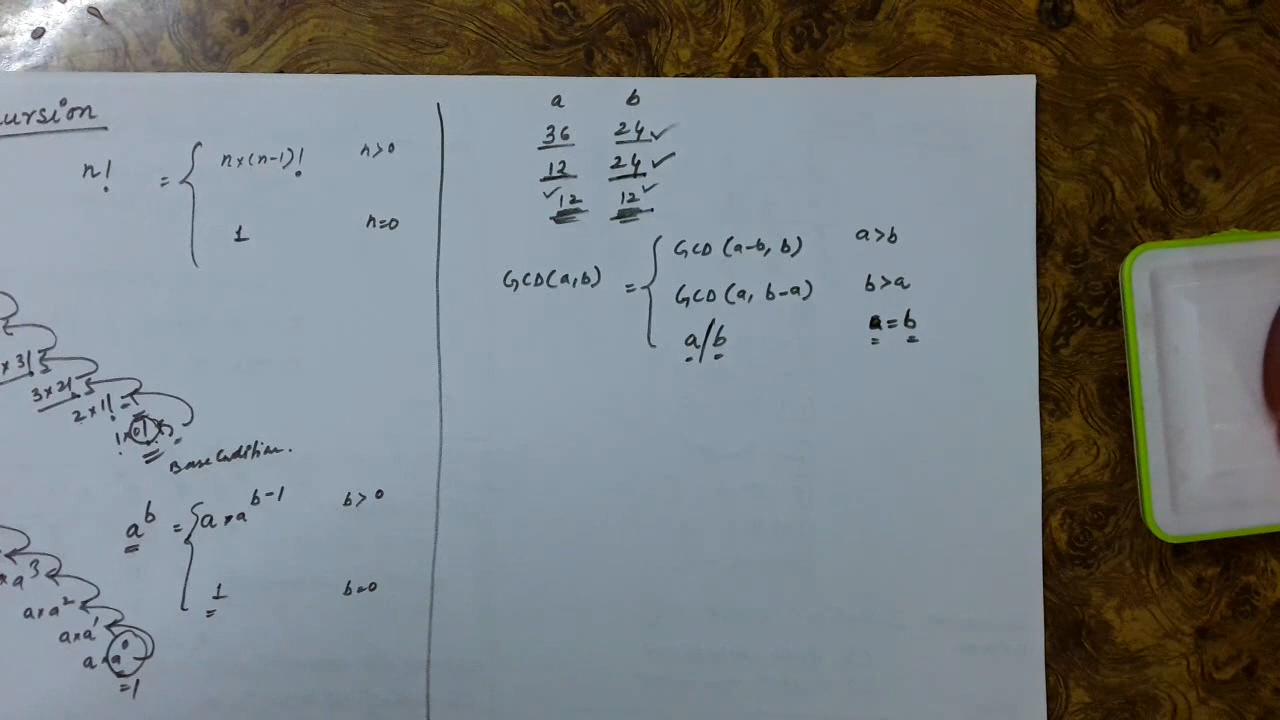 ursion
n! = { n×(n-1)! n>0
1 n=0
× 3!
3×2!
2×1! =1
1×0!
Base Condition.
a^b = { a × a^(b-1) b>0
1 b=0
× a^3
a×a^2
a×a^1
a×a^0
=1
a b
36 24 ✓
12 24 ✓
✓ 12 12 ✓
GCD(a,b) = { GCD(a-b, b) a>b
GCD(a, b-a) b>a
a/b a=b